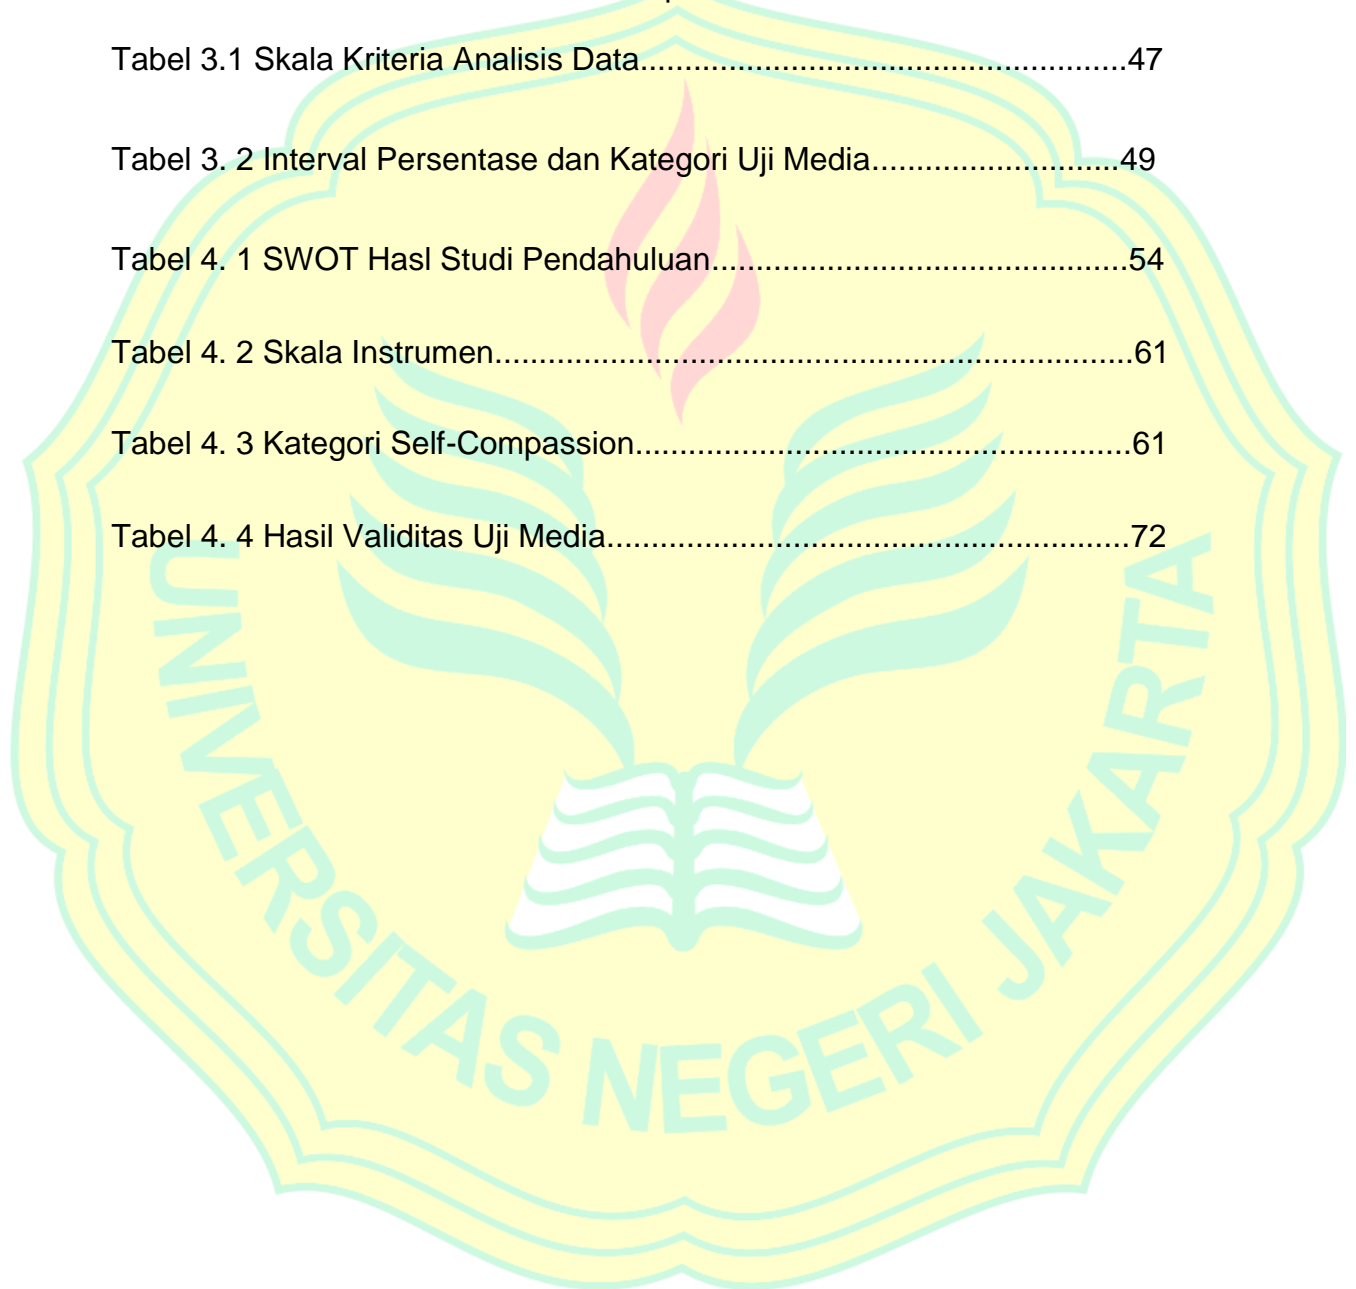 Tabel 3.1 Skala Kriteria Analisis Data......................................................47
Tabel 3. 2 Interval Persentase dan Kategori Uji Media............................49
Tabel 4. 1 SWOT Hasl Studi Pendahuluan...............................................54
Tabel 4. 2 Skala Instrumen........................................................................61
Tabel 4. 3 Kategori Self-Compassion........................................................61
Tabel 4. 4 Hasil Validitas Uji Media...........................................................72
UNIVERSITAS NEGERI JAKARTA